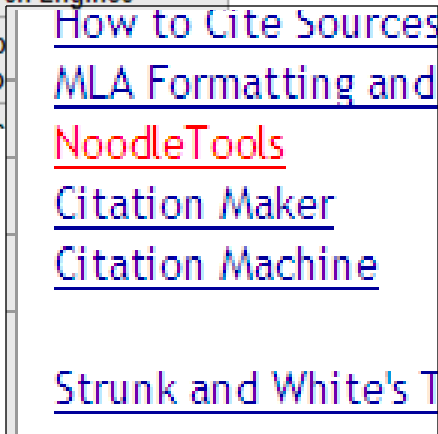 How to Cite Sources
MLA Formatting and
NoodleTools
Citation Maker
Citation Machine
Strunk and White's T